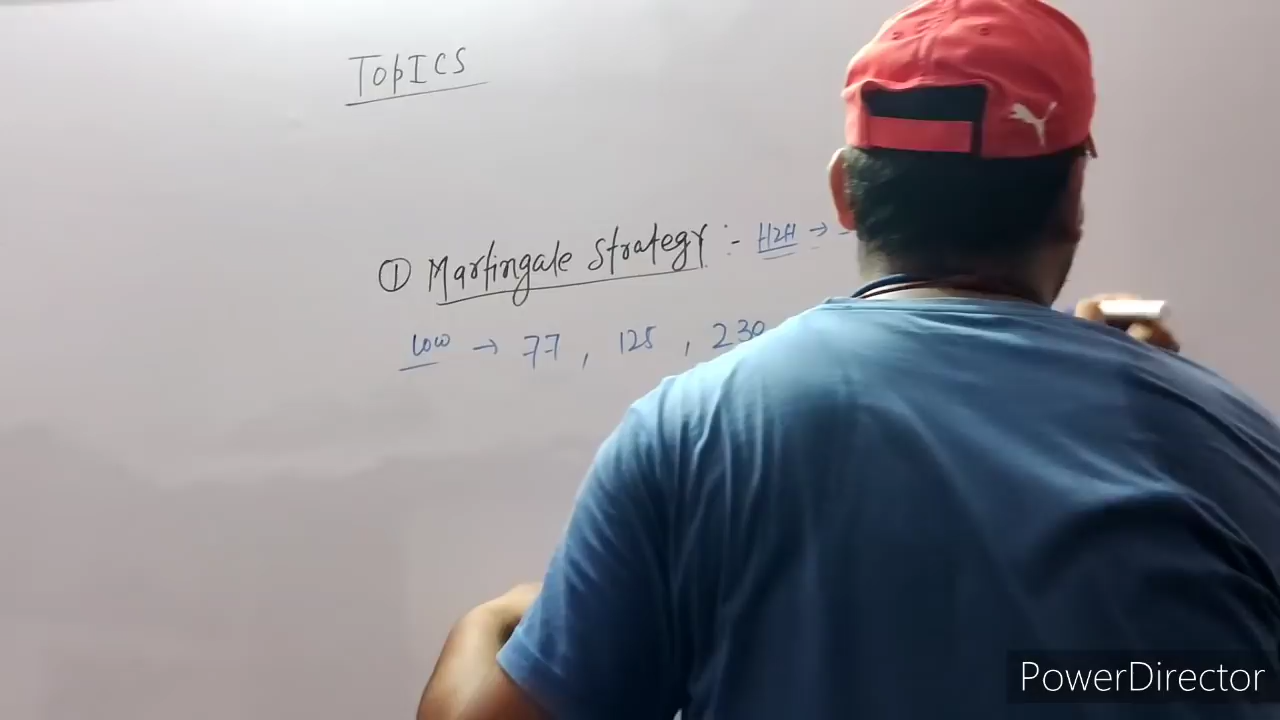 TOPICS
① Martingale Strategy :- H2H →
Low → 77, 125, 230
PowerDirector